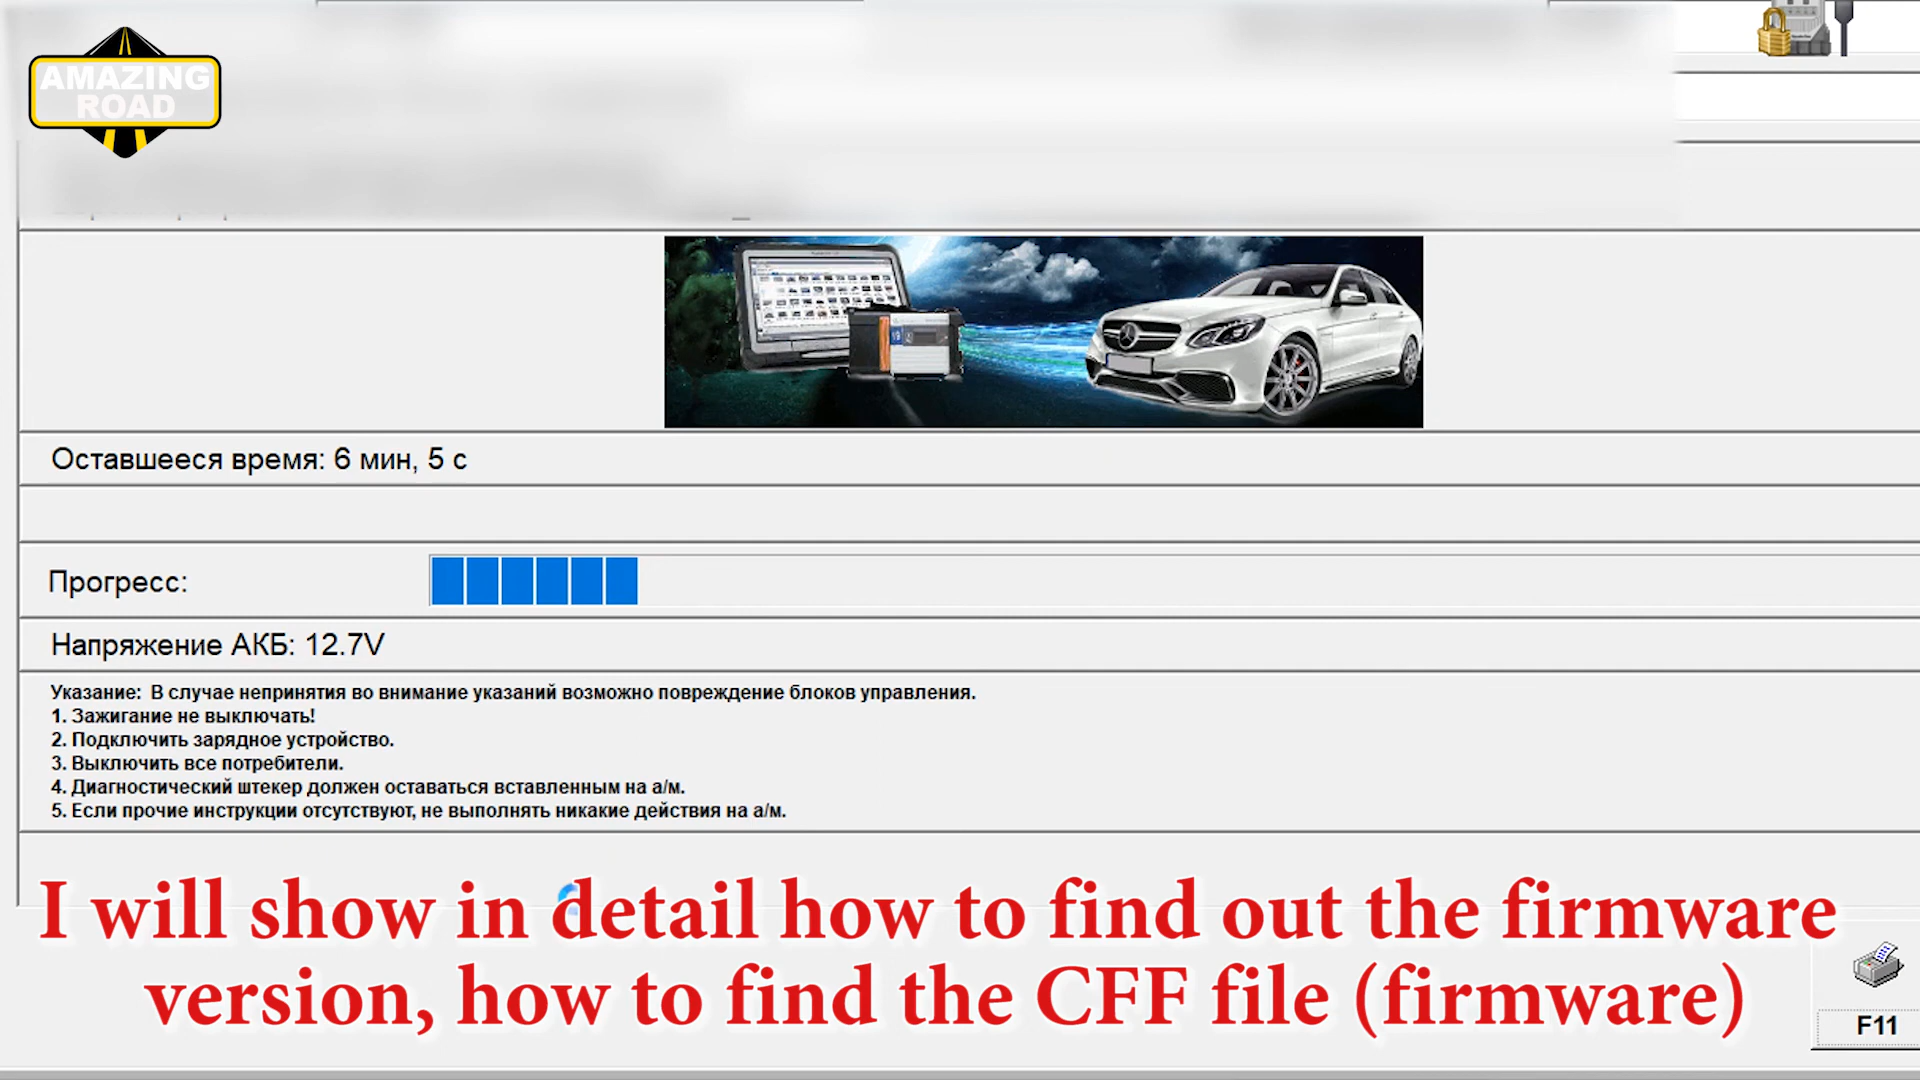 AMAZING
ROAD
Оставшееся время: 6 мин, 5 с
Прогресс:
Напряжение АКБ: 12.7V
Указание: В случае непринятия во внимание указаний возможно повреждение блоков управления.
1. Зажигание не выключать!
2. Подключить зарядное устройство.
3. Выключить все потребители.
4. Диагностический штекер должен оставаться вставленным на а/м.
5. Если прочие инструкции отсутствуют, не выполнять никакие действия на а/м.
I will show in detail how to find out the firmware
version, how to find the CFF file (firmware)
F11